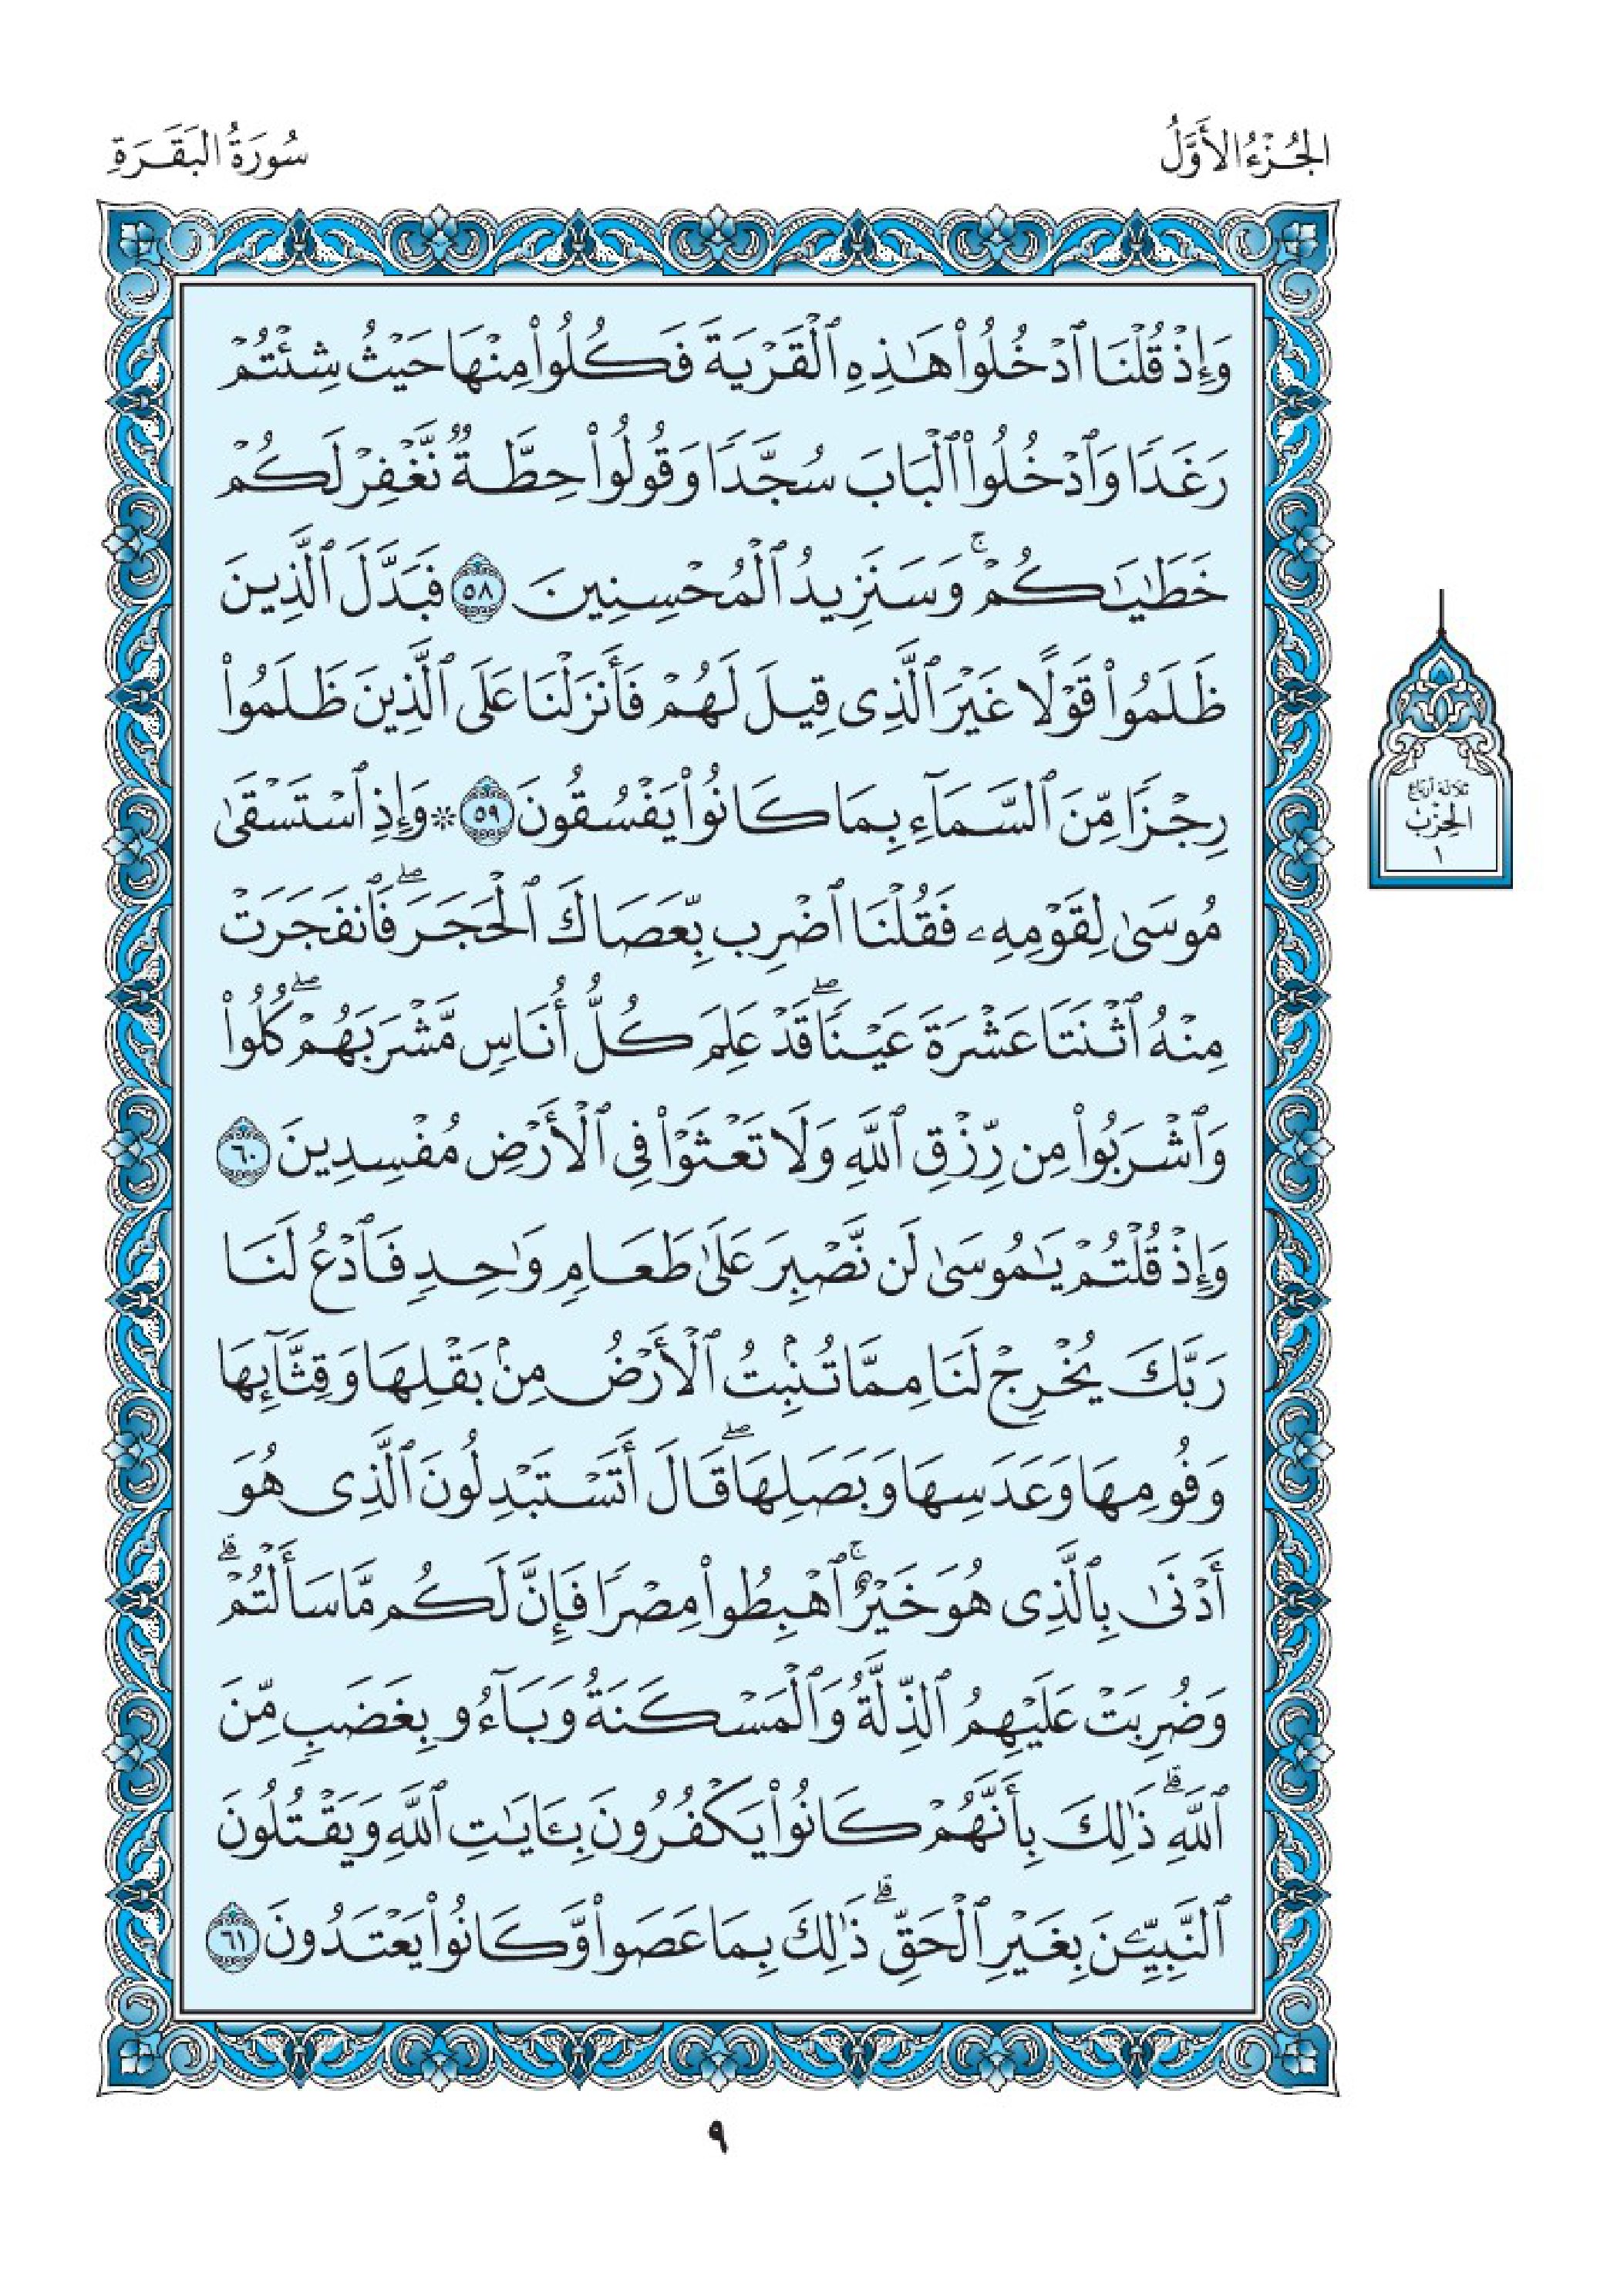 الجُزْءُ الأَوَّلُ
سُورَةُ البَقَرَةِ
وَإِذْ قُلْنَا ٱدْخُلُوا۟ هَٰذِهِ ٱلْقَرْيَةَ فَكُلُوا۟ مِنْهَا حَيْثُ شِئْتُمْ
رَغَدًا وَٱدْخُلُوا۟ ٱلْبَابَ سُجَّدًا وَقُولُوا۟ حِطَّةٌ نَّغْفِرْ لَكُمْ
خَطَٰيَٰكُمْ ۚ وَسَنَزِيدُ ٱلْمُحْسِنِينَ ٥٨ فَبَدَّلَ ٱلَّذِينَ
ظَلَمُوا۟ قَوْلًا غَيْرَ ٱلَّذِى قِيلَ لَهُمْ فَأَنزَلْنَا عَلَى ٱلَّذِينَ ظَلَمُوا۟
رِجْزًا مِّنَ ٱلسَّمَآءِ بِمَا كَانُوا۟ يَفْسُقُونَ ٥٩ * وَإِذِ ٱسْتَسْقَىٰ
مُوسَىٰ لِقَوْمِهِۦ فَقُلْنَا ٱضْرِب بِّعَصَاكَ ٱلْحَجَرَ ۖ فَٱنفَجَرَتْ
مِنْهُ ٱثْنَتَا عَشْرَةَ عَيْنًا ۖ قَدْ عَلِمَ كُلُّ أُنَاسٍ مَّشْرَبَهُمْ ۖ كُلُوا۟
وَٱشْرَبُوا۟ مِن رِّزْقِ ٱللَّهِ وَلَا تَعْثَوْا۟ فِى ٱلْأَرْضِ مُفْسِدِينَ ٦٠
وَإِذْ قُلْتُمْ يَٰمُوسَىٰ لَن نَّصْبِرَ عَلَىٰ طَعَامٍ وَٰحِدٍ فَٱدْعُ لَنَا
رَبَّكَ يُخْرِجْ لَنَا مِمَّا تُنۢبِتُ ٱلْأَرْضُ مِنۢ بَقْلِهَا وَقِثَّآئِهَا
وَفُومِهَا وَعَدَسِهَا وَبَصَلِهَا ۖ قَالَ أَتَسْتَبْدِلُونَ ٱلَّذِى هُوَ
أَدْنَىٰ بِٱلَّذِى هُوَ خَيْرٌ ۚ ٱهْبِطُوا۟ مِصْرًا فَإِنَّ لَكُم مَّا سَأَلْتُمْ ۗ
وَضُرِبَتْ عَلَيْهِمُ ٱلذِّلَّةُ وَٱلْمَسْكَنَةُ وَبَآءُو بِغَضَبٍ مِّنَ
ٱللَّهِ ۗ ذَٰلِكَ بِأَنَّهُمْ كَانُوا۟ يَكْفُرُونَ بِـَٔايَٰتِ ٱللَّهِ وَيَقْتُلُونَ
ٱلنَّبِيِّـۧنَ بِغَيْرِ ٱلْحَقِّ ۗ ذَٰلِكَ بِمَا عَصَوا۟ وَّكَانُوا۟ يَعْتَدُونَ ٦١
ثلاثة أرباع
الحِزْب
١
٩